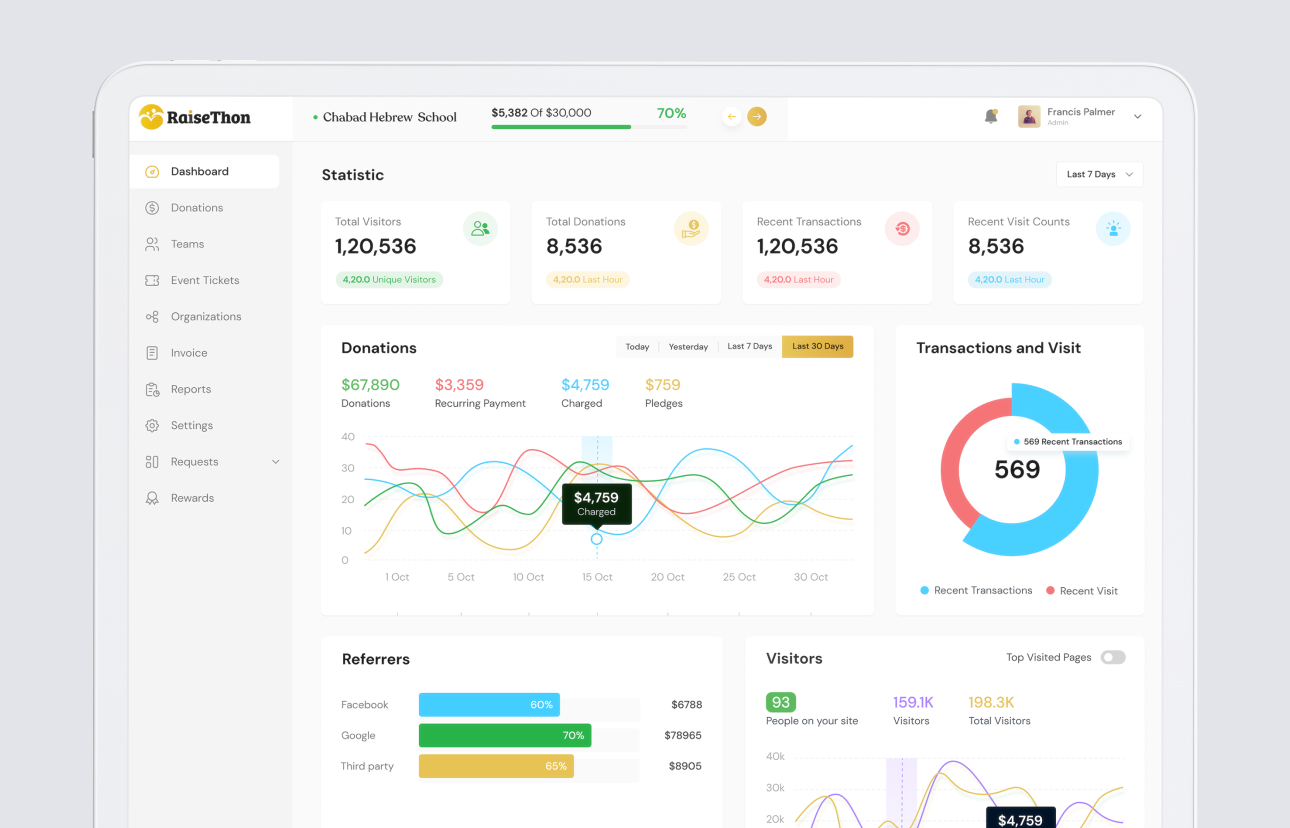 RaiseThon
Chabad Hebrew School
$5,382 Of $30,000
70%
Francis Palmer
Admin
Dashboard
Donations
Teams
Event Tickets
Organizations
Invoice
Reports
Settings
Requests
Rewards
Statistic
Last 7 Days
Total Visitors
1,20,536
4,20.0 Unique Visitors
Total Donations
8,536
4,20.0 Last Hour
Recent Transactions
1,20,536
4,20.0 Last Hour
Recent Visit Counts
8,536
4,20.0 Last Hour
Donations
Today
Yesterday
Last 7 Days
Last 30 Days
$67,890
Donations
$3,359
Recurring Payment
$4,759
Charged
$759
Pledges
40
30
20
10
0
$4,759
Charged
1 Oct
5 Oct
10 Oct
15 Oct
20 Oct
25 Oct
30 Oct
Transactions and Visit
569 Recent Transactions
569
Recent Transactions
Recent Visit
Referrers
Facebook
60%
$6788
Google
70%
$78965
Third party
65%
$8905
Visitors
Top Visited Pages
93
People on your site
159.1K
Visitors
198.3K
Total Visitors
40k
30k
20k
$4,759